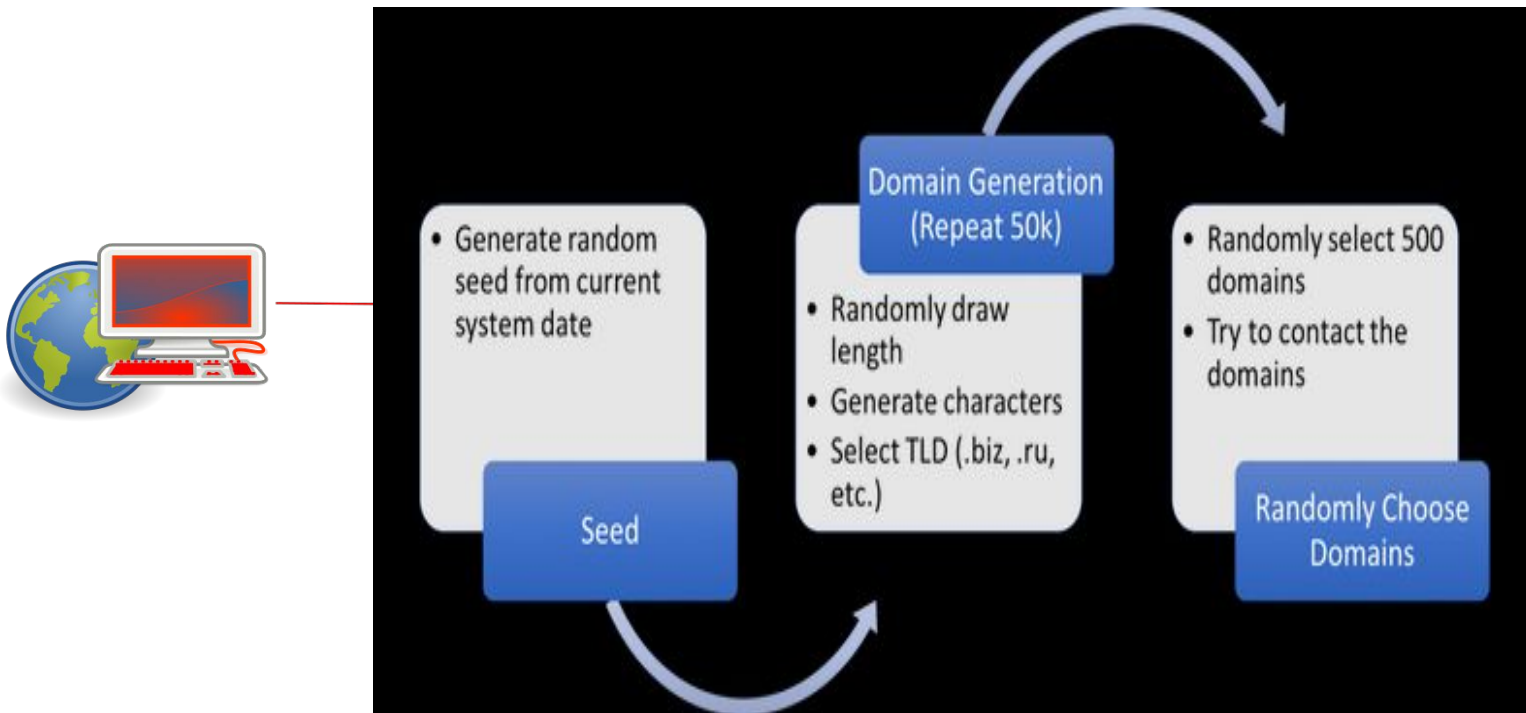 • Generate random
seed from current
system date
Seed
Domain Generation
(Repeat 50k)
• Randomly draw
length
• Generate characters
• Select TLD (.biz, .ru,
etc.)
• Randomly select 500
domains
• Try to contact the
domains
Randomly Choose
Domains